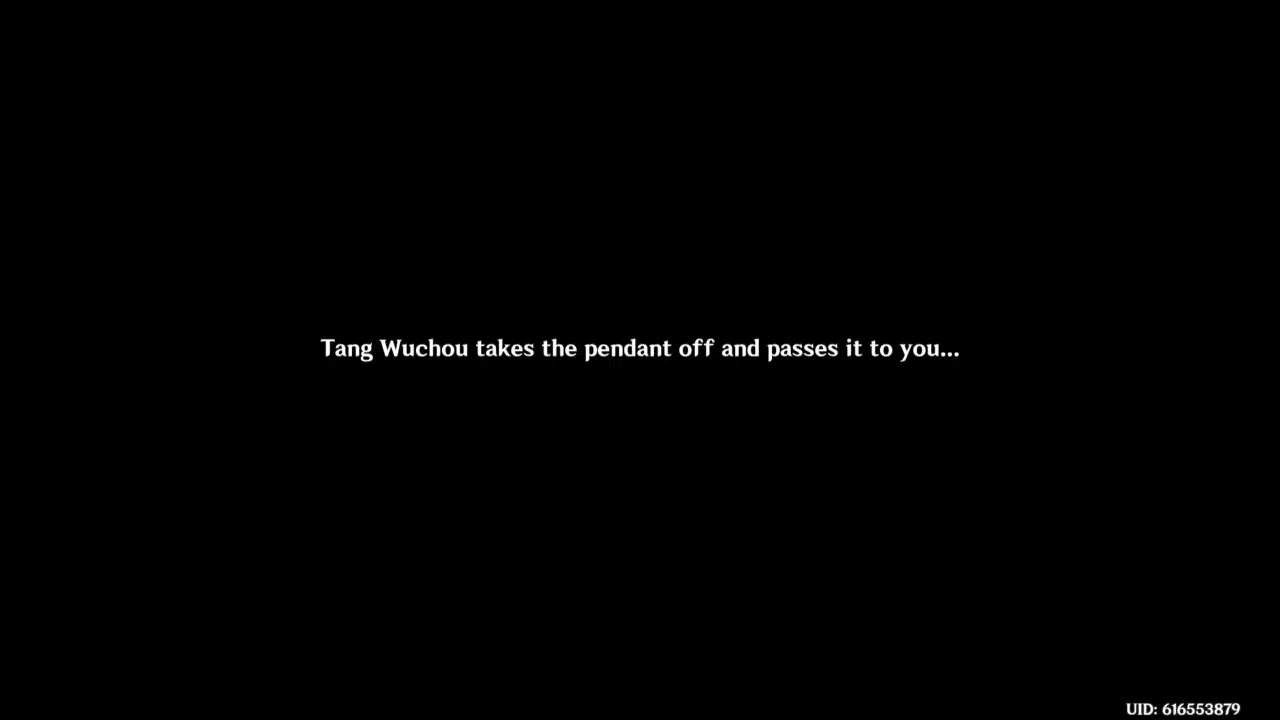 Tang Wuchou takes the pendant off and passes it to you...
UID: 616553879